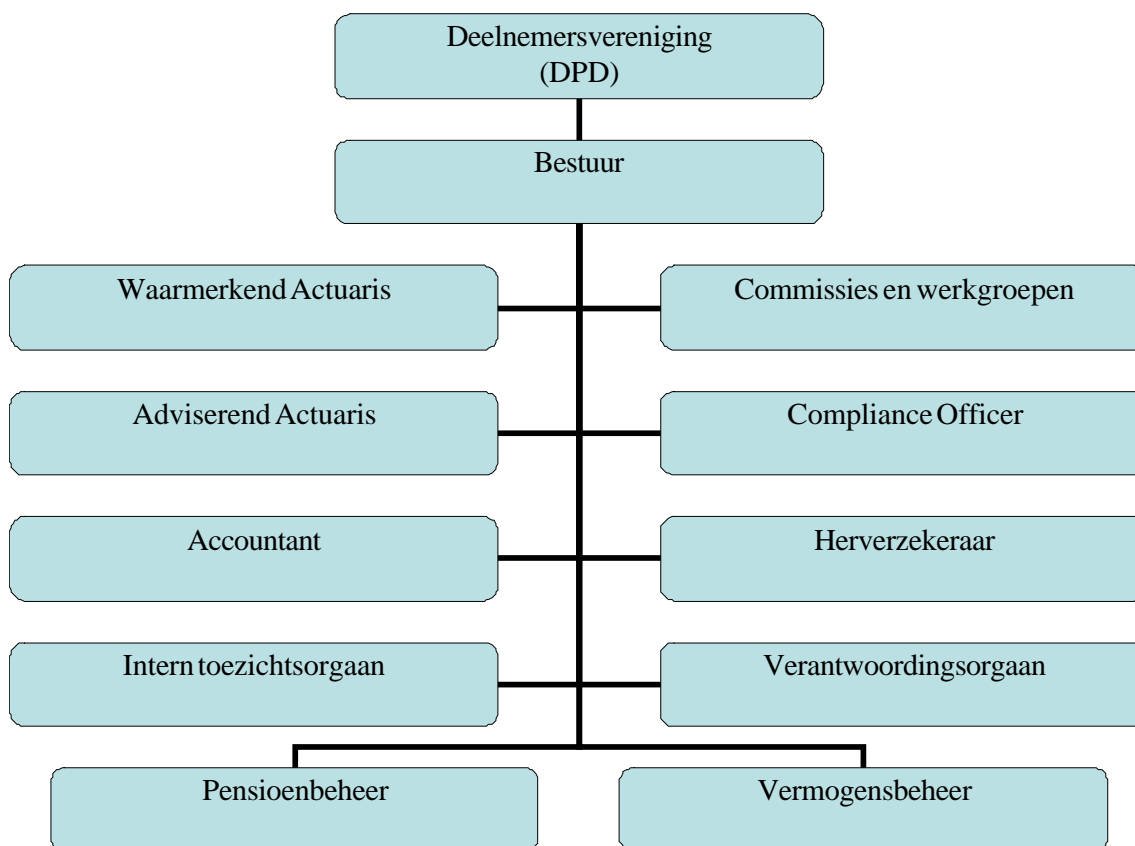 Deelnemersvereniging
(DPD)
Bestuur
Waarmerkend Actuaris
Commissies en werkgroepen
Adviserend Actuaris
Compliance Officer
Accountant
Herverzekeraar
Intern toezichtsorgaan
Verantwoordingsorgaan
Pensioenbeheer
Vermogensbeheer